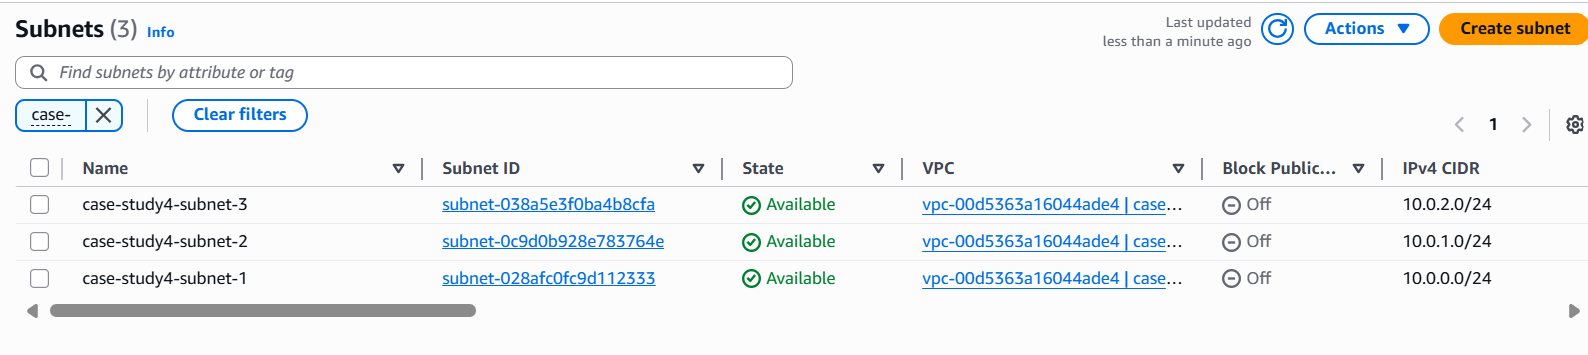 Subnets (3) Info
Last updated
less than a minute ago
Actions
Create subnet
Find subnets by attribute or tag
case-
Clear filters
1
Name Subnet ID State VPC Block Public... IPv4 CIDR
case-study4-subnet-3 subnet-038a5e3f0ba4b8cfa Available vpc-00d5363a16044ade4 | case... Off 10.0.2.0/24
case-study4-subnet-2 subnet-0c9d0b928e783764e Available vpc-00d5363a16044ade4 | case... Off 10.0.1.0/24
case-study4-subnet-1 subnet-028afc0fc9d112333 Available vpc-00d5363a16044ade4 | case... Off 10.0.0.0/24